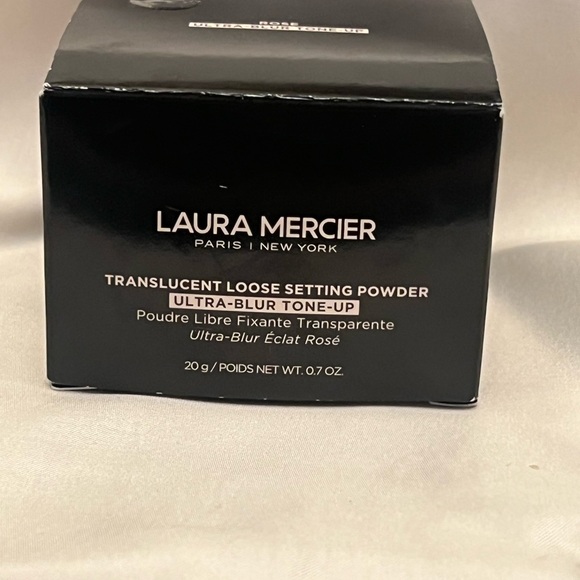 ROSE
ULTRA-BLUR TONE-UP
LAURA MERCIER
PARIS | NEW YORK
TRANSLUCENT LOOSE SETTING POWDER
ULTRA-BLUR TONE-UP
Poudre Libre Fixante Transparente
Ultra-Blur Éclat Rosé
20 g / POIDS NET WT. 0.7 OZ.